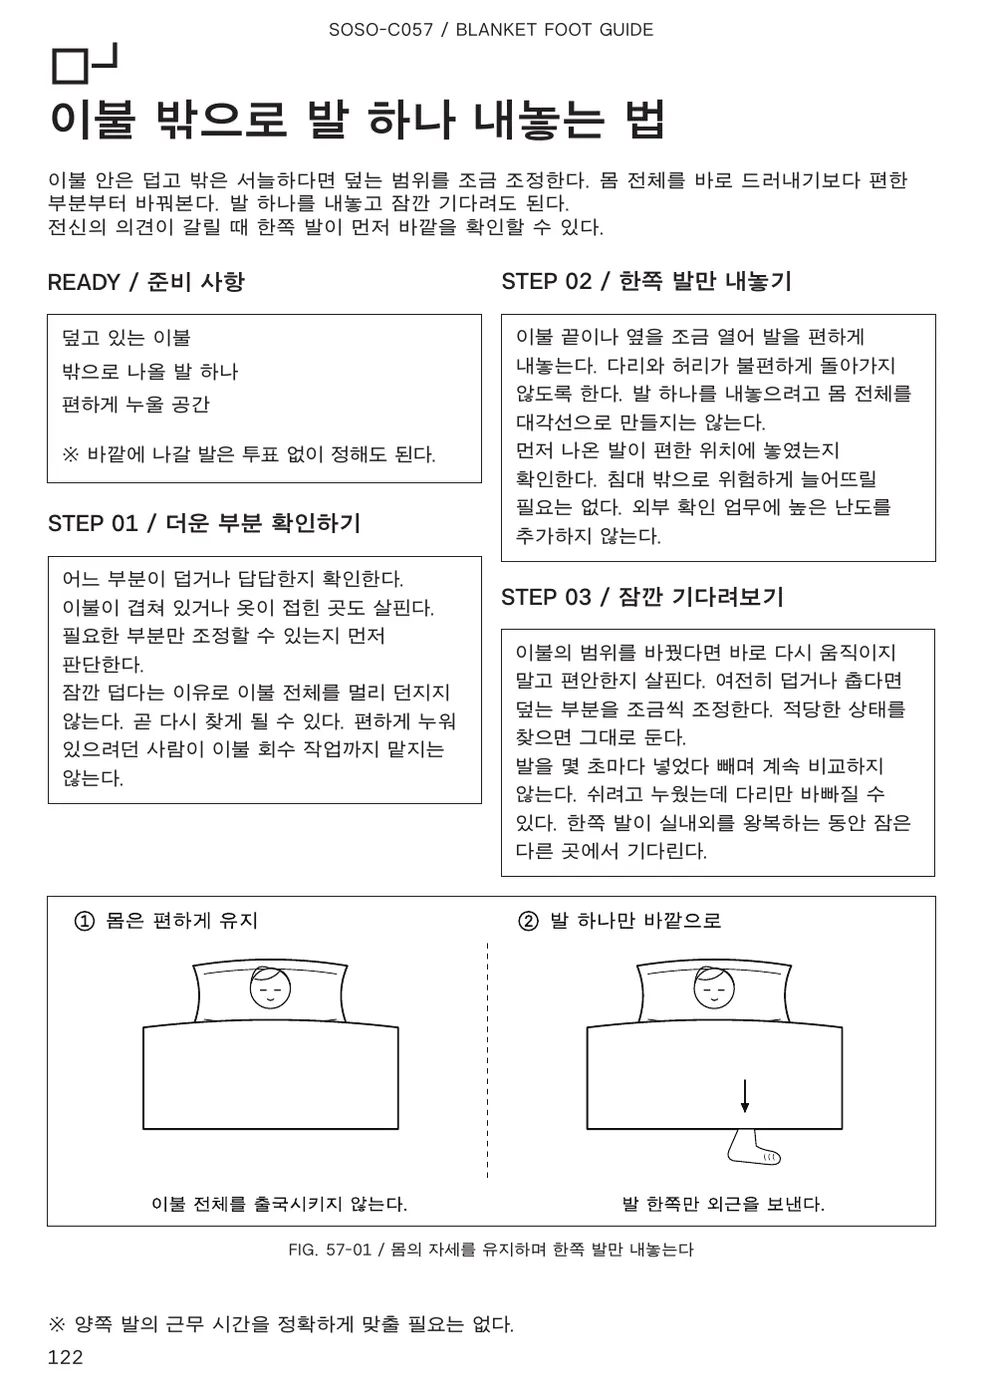 SOSO-C057 / BLANKET FOOT GUIDE
이불 밖으로 발 하나 내놓는 법
이불 안은 덥고 밖은 서늘하다면 덮는 범위를 조금 조정한다. 몸 전체를 바로 드러내기보다 편한
부분부터 바꿔본다. 발 하나를 내놓고 잠깐 기다려도 된다.
전신의 의견이 갈릴 때 한쪽 발이 먼저 바깥을 확인할 수 있다.
READY / 준비 사항
덮고 있는 이불
밖으로 나올 발 하나
편하게 누울 공간
※ 바깥에 나갈 발은 투표 없이 정해도 된다.
STEP 01 / 더운 부분 확인하기
어느 부분이 덥거나 답답한지 확인한다.
이불이 겹쳐 있거나 옷이 접힌 곳도 살핀다.
필요한 부분만 조정할 수 있는지 먼저
판단한다.
잠깐 덥다는 이유로 이불 전체를 멀리 던지지
않는다. 곧 다시 찾게 될 수 있다. 편하게 누워
있으려던 사람이 이불 회수 작업까지 맡지는
않는다.
STEP 02 / 한쪽 발만 내놓기
이불 끝이나 옆을 조금 열어 발을 편하게
내놓는다. 다리와 허리가 불편하게 돌아가지
않도록 한다. 발 하나를 내놓으려고 몸 전체를
대각선으로 만들지는 않는다.
먼저 나온 발이 편한 위치에 놓였는지
확인한다. 침대 밖으로 위험하게 늘어뜨릴
필요는 없다. 외부 확인 업무에 높은 난도를
추가하지 않는다.
STEP 03 / 잠깐 기다려보기
이불의 범위를 바꿨다면 바로 다시 움직이지
말고 편안한지 살핀다. 여전히 덥거나 춥다면
덮는 부분을 조금씩 조정한다. 적당한 상태를
찾으면 그대로 둔다.
발을 몇 초마다 넣었다 빼며 계속 비교하지
않는다. 쉬려고 누웠는데 다리만 바빠질 수
있다. 한쪽 발이 실내외를 왕복하는 동안 잠은
다른 곳에서 기다린다.
① 몸은 편하게 유지
② 발 하나만 바깥으로
이불 전체를 출국시키지 않는다.
발 한쪽만 외근을 보낸다.
FIG. 57-01 / 몸의 자세를 유지하며 한쪽 발만 내놓는다
※ 양쪽 발의 근무 시간을 정확하게 맞출 필요는 없다.
122